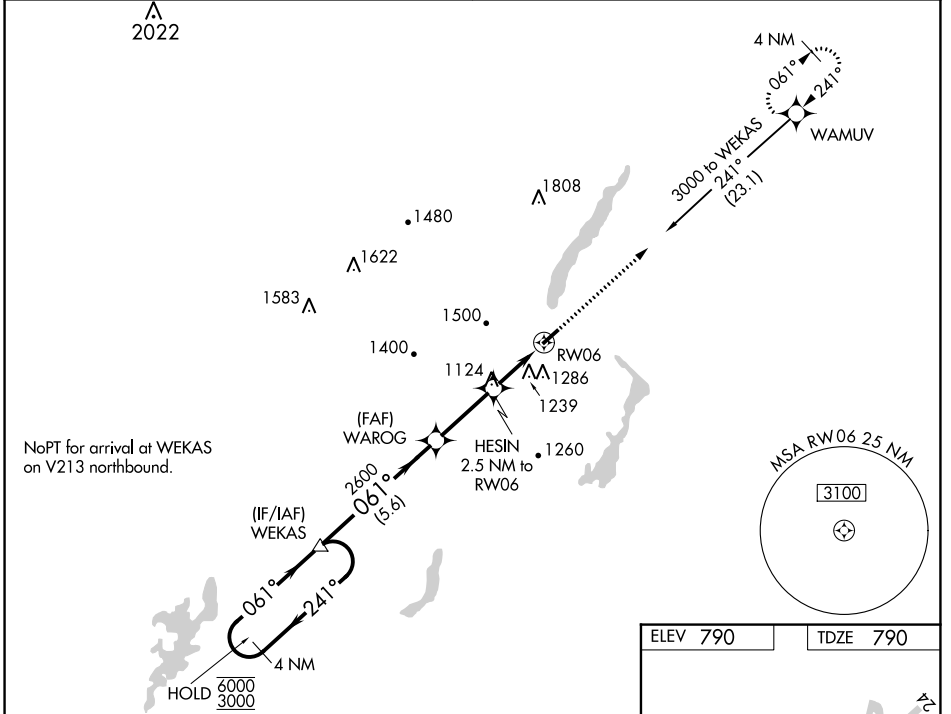 2022
4 NM
061°
241°
WAMUV
3000 to WEKAS
241°
(23.1)
1808
1480
1622
1583
1500
1400
RW06
1124
1286
1239
(FAF)
WAROG
HESIN
2.5 NM to
RW06
1260
NoPT for arrival at WEKAS
on V213 northbound.
2600
061°
(5.6)
(IF/IAF)
WEKAS
MSA RW06 25 NM
3100
061°
241°
4 NM
HOLD 6000
3000
ELEV 790
TDZE 790
24